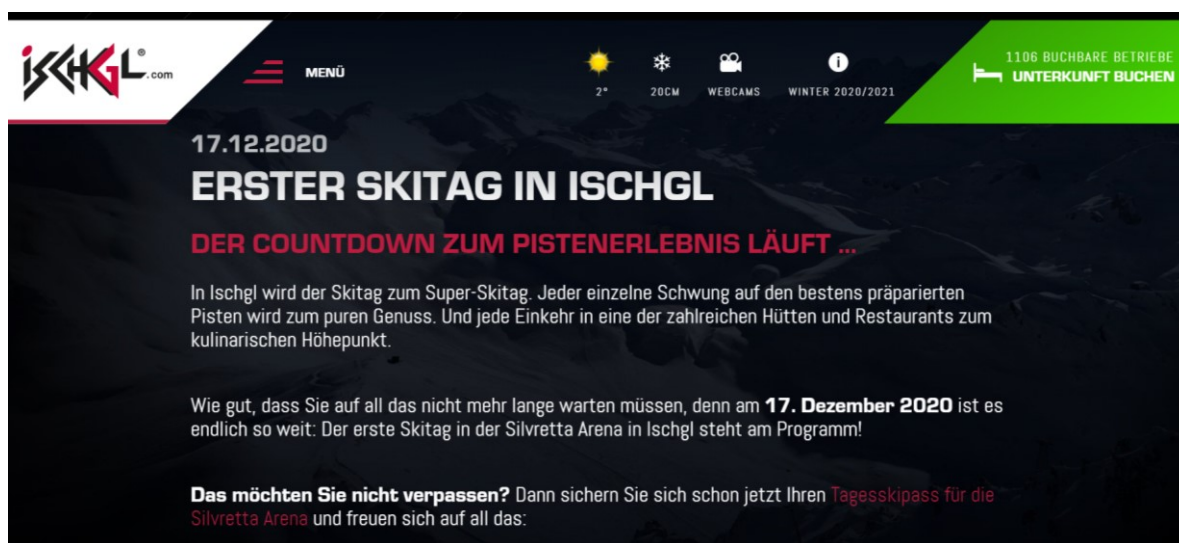 ISCHGL® .com
MENÜ
2°
20CM
WEBCAMS
WINTER 2020/2021
1106 BUCHBARE BETRIEBE
UNTERKUNFT BUCHEN
17.12.2020
ERSTER SKITAG IN ISCHGL
DER COUNTDOWN ZUM PISTENERLEBNIS LÄUFT ...
In Ischgl wird der Skitag zum Super-Skitag. Jeder einzelne Schwung auf den bestens präparierten
Pisten wird zum puren Genuss. Und jede Einkehr in eine der zahlreichen Hütten und Restaurants zum
kulinarischen Höhepunkt.
Wie gut, dass Sie auf all das nicht mehr lange warten müssen, denn am 17. Dezember 2020 ist es
endlich so weit: Der erste Skitag in der Silvretta Arena in Ischgl steht am Programm!
Das möchten Sie nicht verpassen? Dann sichern Sie sich schon jetzt Ihren Tagesskipass für die
Silvretta Arena und freuen sich auf all das: